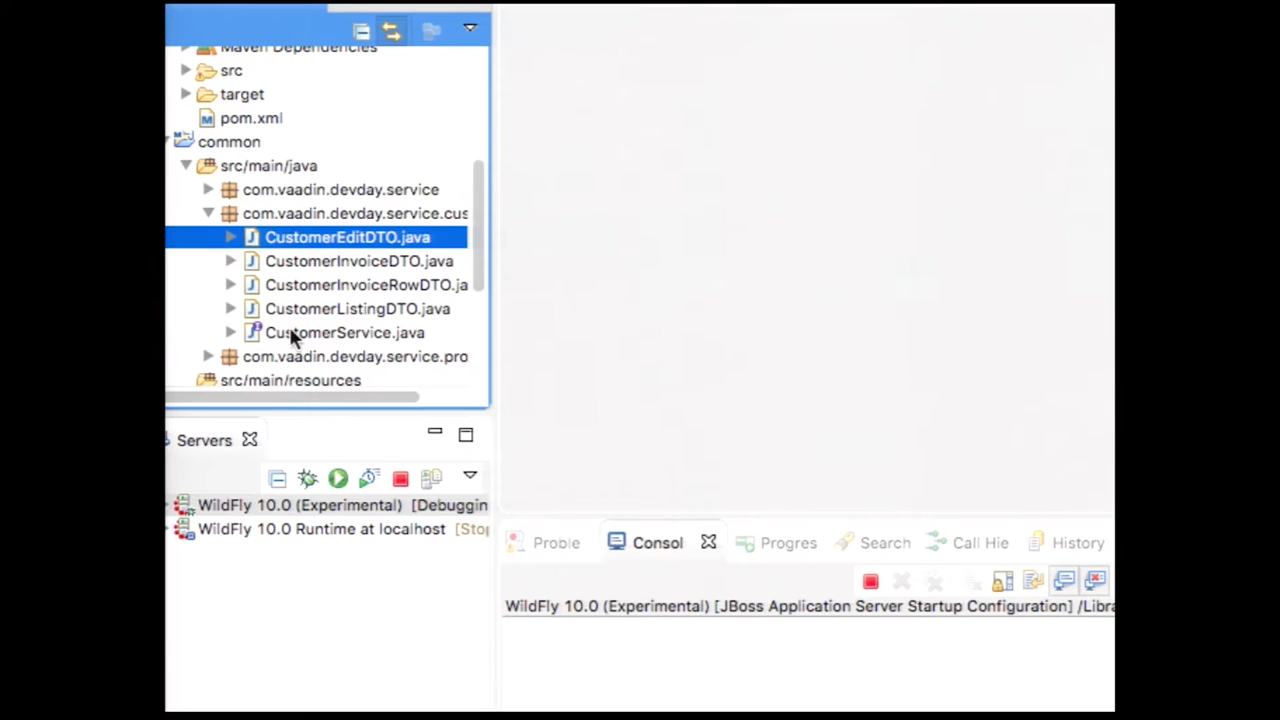 Maven Dependencies
src
target
pom.xml
common
src/main/java
com.vaadin.devday.service
com.vaadin.devday.service.cus
CustomerEditDTO.java
CustomerInvoiceDTO.java
CustomerInvoiceRowDTO.ja
CustomerListingDTO.java
CustomerService.java
com.vaadin.devday.service.pro
src/main/resources
Servers
WildFly 10.0 (Experimental) [Debuggin
WildFly 10.0 Runtime at localhost [Stop
Proble Consol Progres Search Call Hie History
WildFly 10.0 (Experimental) [JBoss Application Server Startup Configuration] /Libra